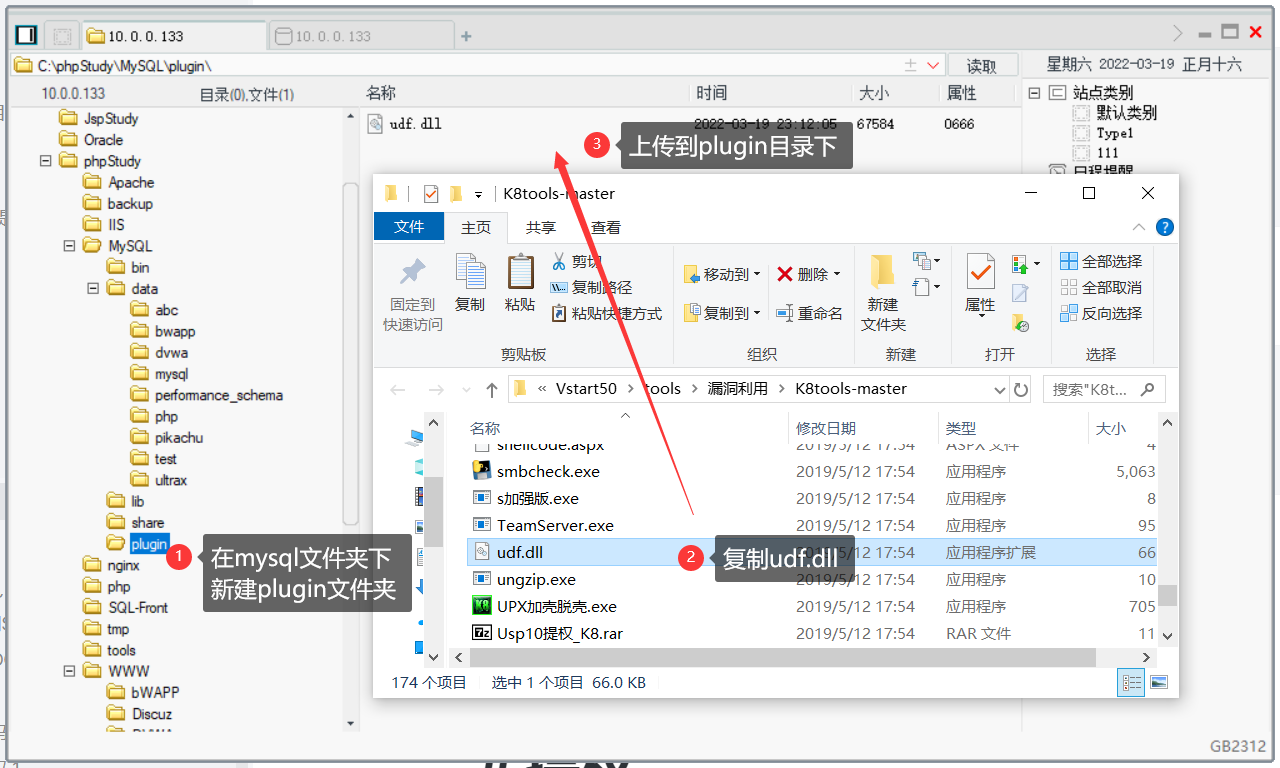 10. 0. 0. 133
10. 0. 0. 133
C:\phpStudy\MySQL\plugin\
读取
星期六 2022-03-19 正月十六
10.0.0.133
目录(0),文件(1)
名称
时间
大小
属性
JspStudy
Oracle
phpStudy
Apache
backup
IIS
MySQL
bin
data
abc
bwapp
dvwa
mysql
performance_schema
php
pikachu
test
ultrax
lib
share
plugin
nginx
php
SQL-Front
tmp
tools
WWW
bWAPP
Discuz
udf. dll
2022-03-19 23:12:05
67584
0666
站点类别
默认类别
Type1
111
日程提醒
3
上传到plugin目录下
1
在mysql文件夹下
新建plugin文件夹
2
复制udf.dll
K8tools-master
文件
主页
共享
查看
固定到
快速访问
复制
粘贴
剪切
复制路径
粘贴快捷方式
剪贴板
移动到
复制到
删除
重命名
组织
新建
文件夹
新建
属性
打开
全部选择
全部取消
反向选择
选择
« Vstart50 › tools › 漏洞利用 › K8tools-master
搜索"K8t...
名称
修改日期
类型
大小
shellcode.aspx 2019/5/12 17:54 ASPX 文件 4
smbcheck.exe 2019/5/12 17:54 应用程序 5,063
s加强版.exe 2019/5/12 17:54 应用程序 8
TeamServer.exe 2019/5/12 17:54 应用程序 95
udf.dll 2019/5/12 17:54 应用程序扩展 66
ungzip.exe 2019/5/12 17:54 应用程序 10
UPX加壳脱壳.exe 2019/5/12 17:54 应用程序 705
Usp10提权_K8.rar 2019/5/12 17:54 RAR 文件 11
174 个项目
选中 1 个项目 66.0 KB
GB2312